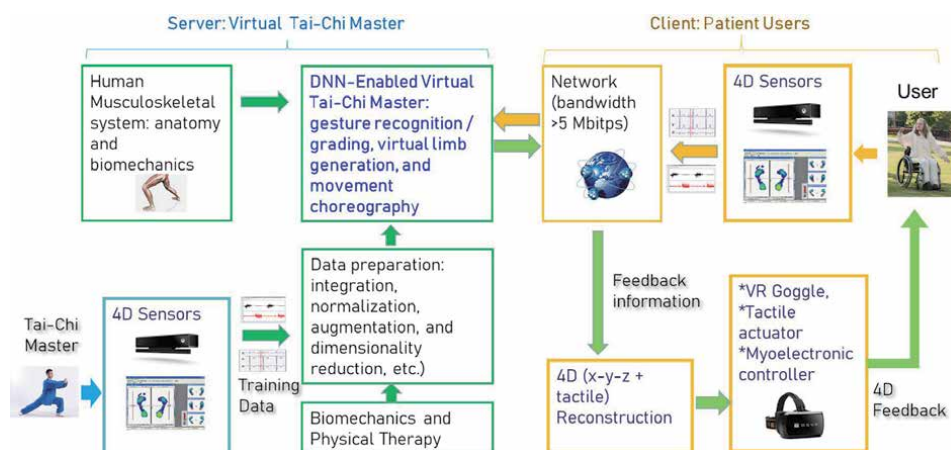 Server: Virtual Tai-Chi Master
Client: Patient Users
Human
Musculoskeletal
system: anatomy
and
biomechanics
DNN-Enabled Virtual
Tai-Chi Master:
gesture recognition /
grading, virtual limb
generation, and
movement
choreography
Network
(bandwidth
>5 Mbitps)
4D Sensors
User
Tai-Chi
Master
4D Sensors
Training
Data
Data preparation:
integration,
normalization,
augmentation, and
dimensionality
reduction, etc.)
Biomechanics and
Physical Therapy
Feedback
information
4D (x-y-z +
tactile)
Reconstruction
*VR Goggle,
*Tactile
actuator
*Myoelectronic
controller
4D
Feedback